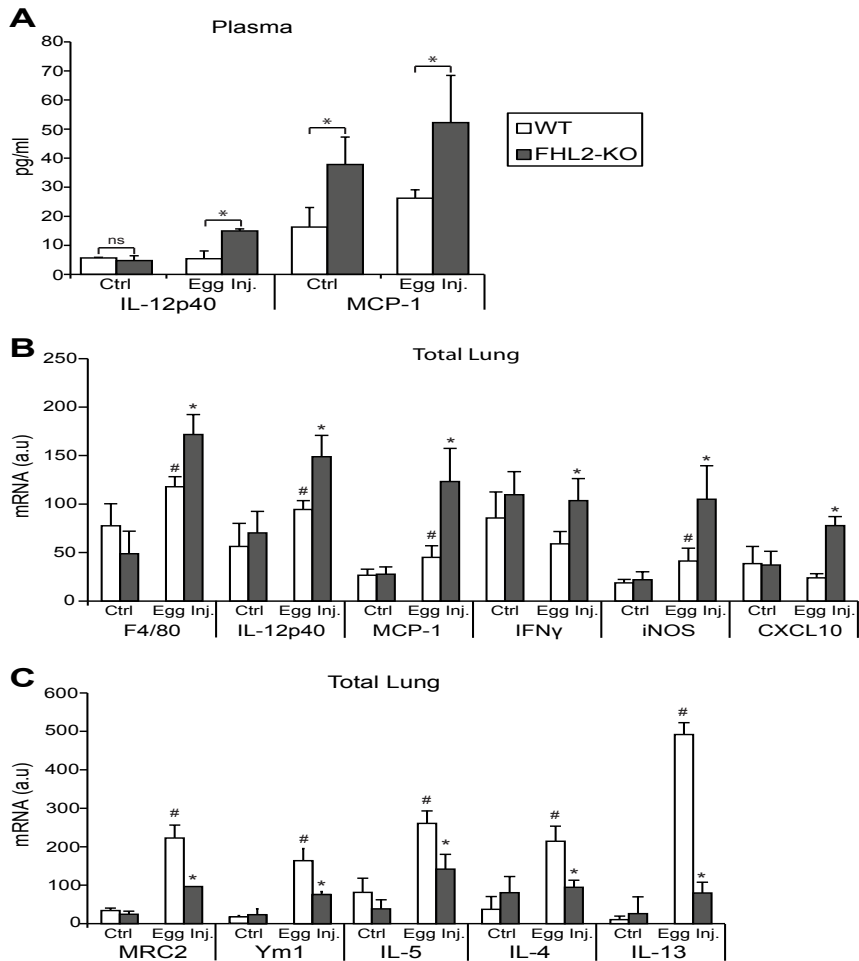 A
Plasma
80
70
60
50
40
30
20
10
0
pg/ml
ns
*
*
*
WT
FHL2-KO
Ctrl Egg Inj. Ctrl Egg Inj.
IL-12p40 MCP-1
B
Total Lung
250
200
150
100
50
0
mRNA (a.u)
# * # * # * * # * *
Ctrl Egg Inj. Ctrl Egg Inj. Ctrl Egg Inj. Ctrl Egg Inj. Ctrl Egg Inj. Ctrl Egg Inj.
F4/80 IL-12p40 MCP-1 IFNγ iNOS CXCL10
C
Total Lung
600
500
400
300
200
100
0
mRNA (a.u)
# * # * # * # * # *
Ctrl Egg Inj. Ctrl Egg Inj. Ctrl Egg Inj. Ctrl Egg Inj. Ctrl Egg Inj.
MRC2 Ym1 IL-5 IL-4 IL-13